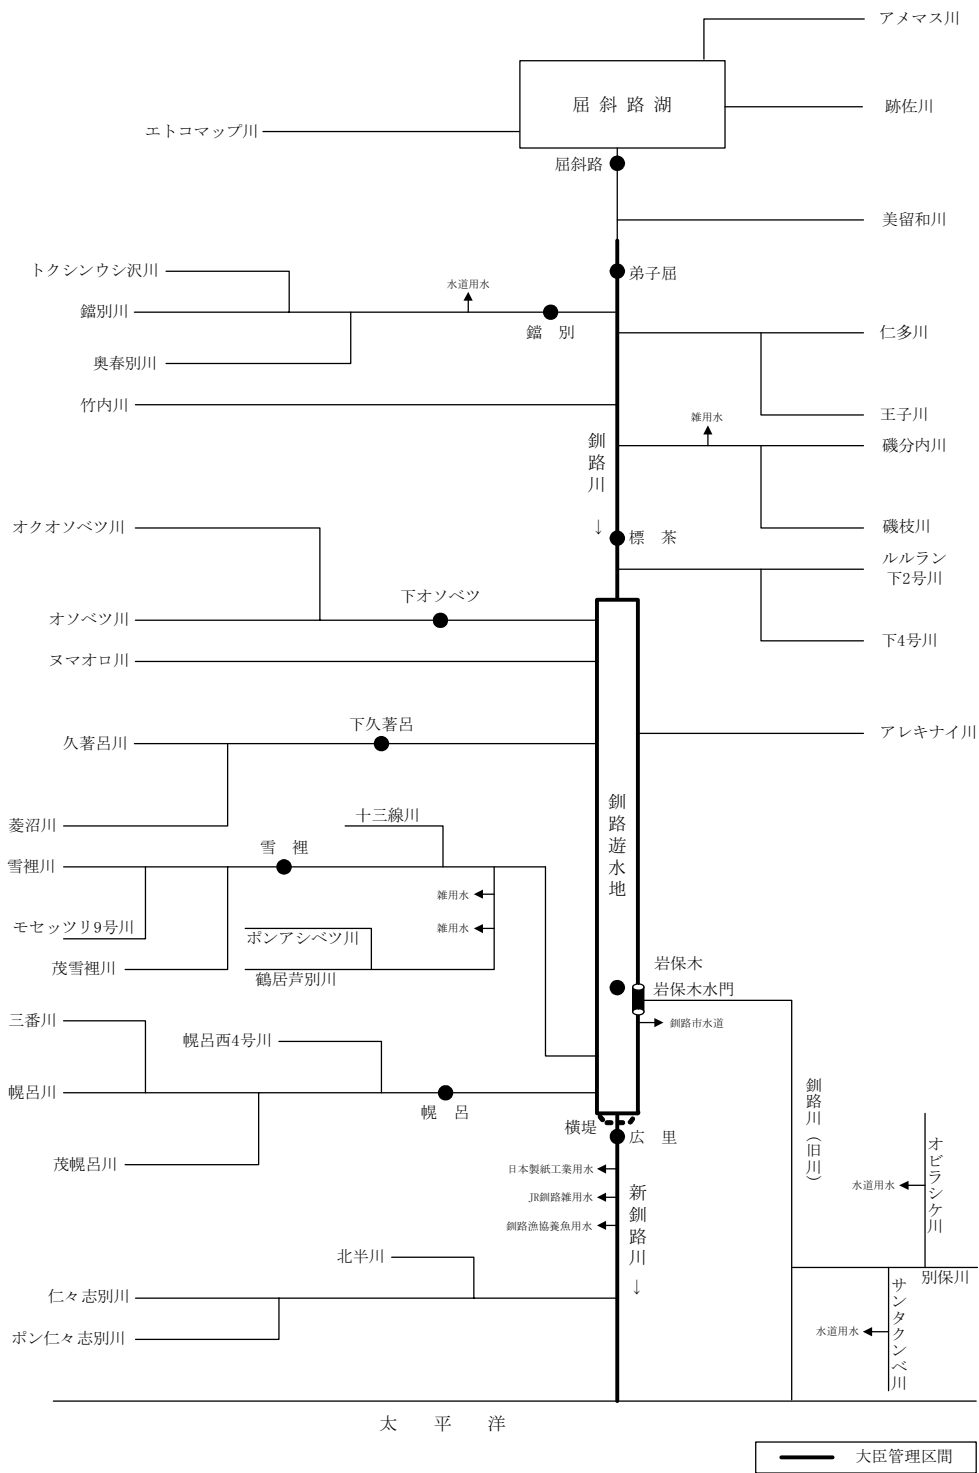 アメマス川
屈斜路湖
跡佐川
エトコマップ川
屈斜路
美留和川
トクシンウシ沢川
水道用水
弟子屈
鐺別川
鐺別
仁多川
奥春別川
竹内川
王子川
雑用水
釧路川
↓
磯分内川
オクオソベツ川
磯枝川
標茶
ルルラン
下2号川
下オソベツ
オソベツ川
下4号川
ヌマオロ川
下久著呂
アレキナイ川
久著呂川
釧路遊水地
十三線川
菱沼川
雪裡
雪裡川
雑用水
モセッツリ9号川
雑用水
ポンアシベツ川
茂雪裡川
鶴居芦別川
岩保木
岩保木水門
三番川
釧路市水道
幌呂西4号川
幌呂川
幌呂
釧路川（旧川）
横堤
広里
オビラシケ川
茂幌呂川
日本製紙工業用水
水道用水
JR釧路雑用水
新釧路川
↓
釧路漁協養魚用水
北半川
別保川
仁々志別川
サンタクンベ川
水道用水
ポン仁々志別川
太平洋
大臣管理区間